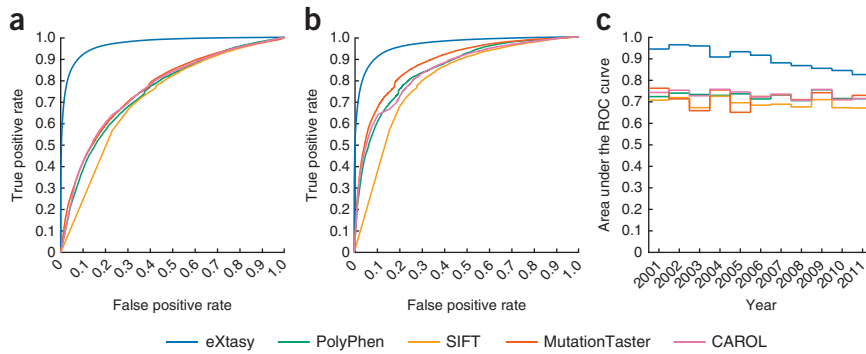 a
True positive rate
1.0
0.9
0.8
0.7
0.6
0.5
0.4
0.3
0.2
0.1
0
0 0.1 0.2 0.3 0.4 0.5 0.6 0.7 0.8 0.9 1.0
False positive rate
b
True positive rate
1.0
0.9
0.8
0.7
0.6
0.5
0.4
0.3
0.2
0.1
0
0 0.1 0.2 0.3 0.4 0.5 0.6 0.7 0.8 0.9 1.0
False positive rate
c
Area under the ROC curve
1.0
0.9
0.8
0.7
0.6
0.5
0.4
0.3
0.2
0.1
0
2001 2002 2003 2004 2005 2006 2007 2008 2009 2010 2011
Year
eXtasy PolyPhen SIFT MutationTaster CAROL